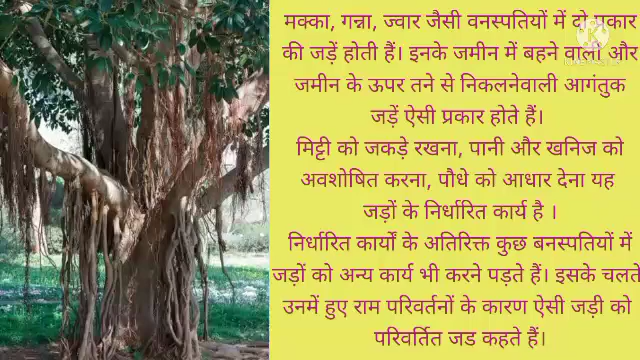 मक्का, गन्ना, ज्वार जैसी वनस्पतियों में दो प्रकार
की जड़ें होती हैं। इनके जमीन में बहने वाली और
जमीन के ऊपर तने से निकलनेवाली आगंतुक
जड़ें ऐसी प्रकार होते हैं।
मिट्टी को जकड़े रखना, पानी और खनिज को
अवशोषित करना, पौधे को आधार देना यह
जड़ों के निर्धारित कार्य है ।
निर्धारित कार्यों के अतिरिक्त कुछ बनस्पतियों में
जड़ों को अन्य कार्य भी करने पड़ते हैं। इसके चलते
उनमें हुए राम परिवर्तनों के कारण ऐसी जड़ी को
परिवर्तित जड कहते हैं।